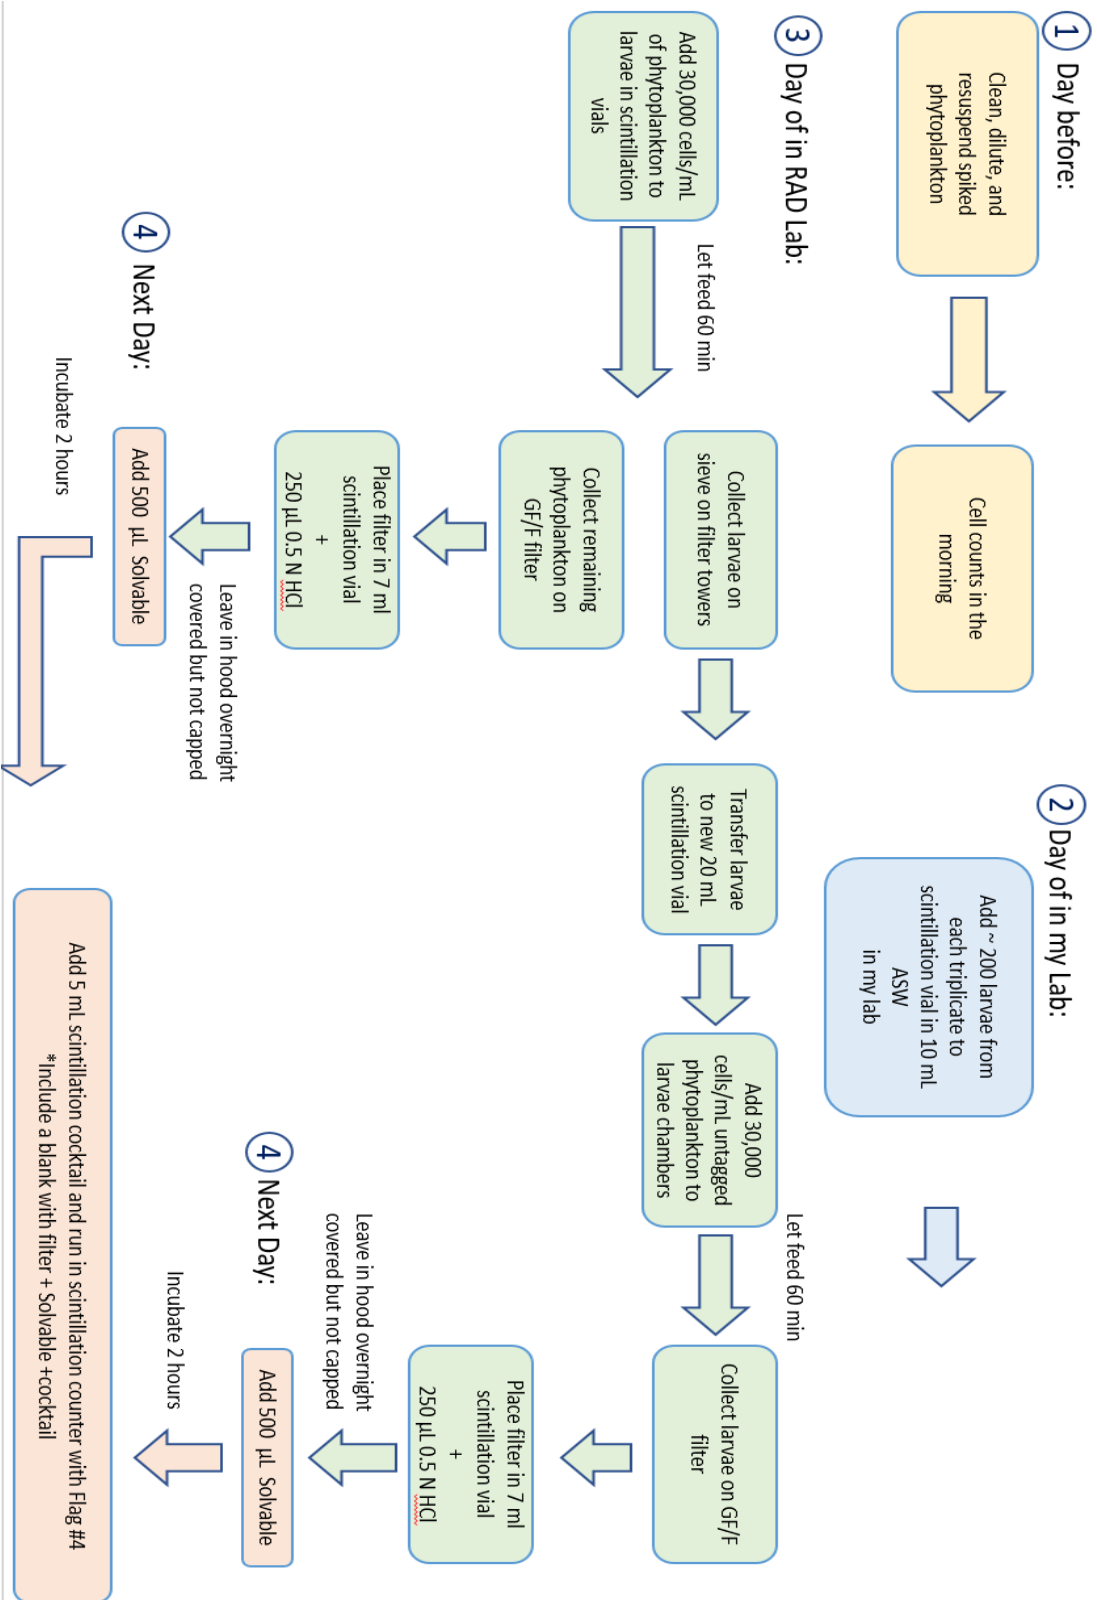 1 Day before:
Clean, dilute, and
resuspend spiked
phytoplankton
Cell counts in the
morning
2 Day of in my Lab:
Add ~ 200 larvae from
each triplicate to
scintillation vial in 10 mL
ASW
in my lab
3 Day of in RAD Lab:
Add 30,000 cells/mL
of phytoplankton to
larvae in scintillation
vials
Let feed 60 min
Collect larvae on
sieve on filter towers
Transfer larvae
to new 20 mL
scintillation vial
Add 30,000
cells/mL untagged
phytoplankton to
larvae chambers
Let feed 60 min
Collect larvae on GF/F
filter
Collect remaining
phytoplankton on
GF/F filter
Place filter in 7 ml
scintillation vial
+
250 µL 0.5 N HCl
Leave in hood overnight
covered but not capped
4 Next Day:
Add 500 µL Solvable
Incubate 2 hours
Place filter in 7 ml
scintillation vial
+
250 µL 0.5 N HCl
Leave in hood overnight
covered but not capped
4 Next Day:
Add 500 µL Solvable
Incubate 2 hours
Add 5 mL scintillation cocktail and run in scintillation counter with Flag #4
*Include a blank with filter + Solvable +cocktail